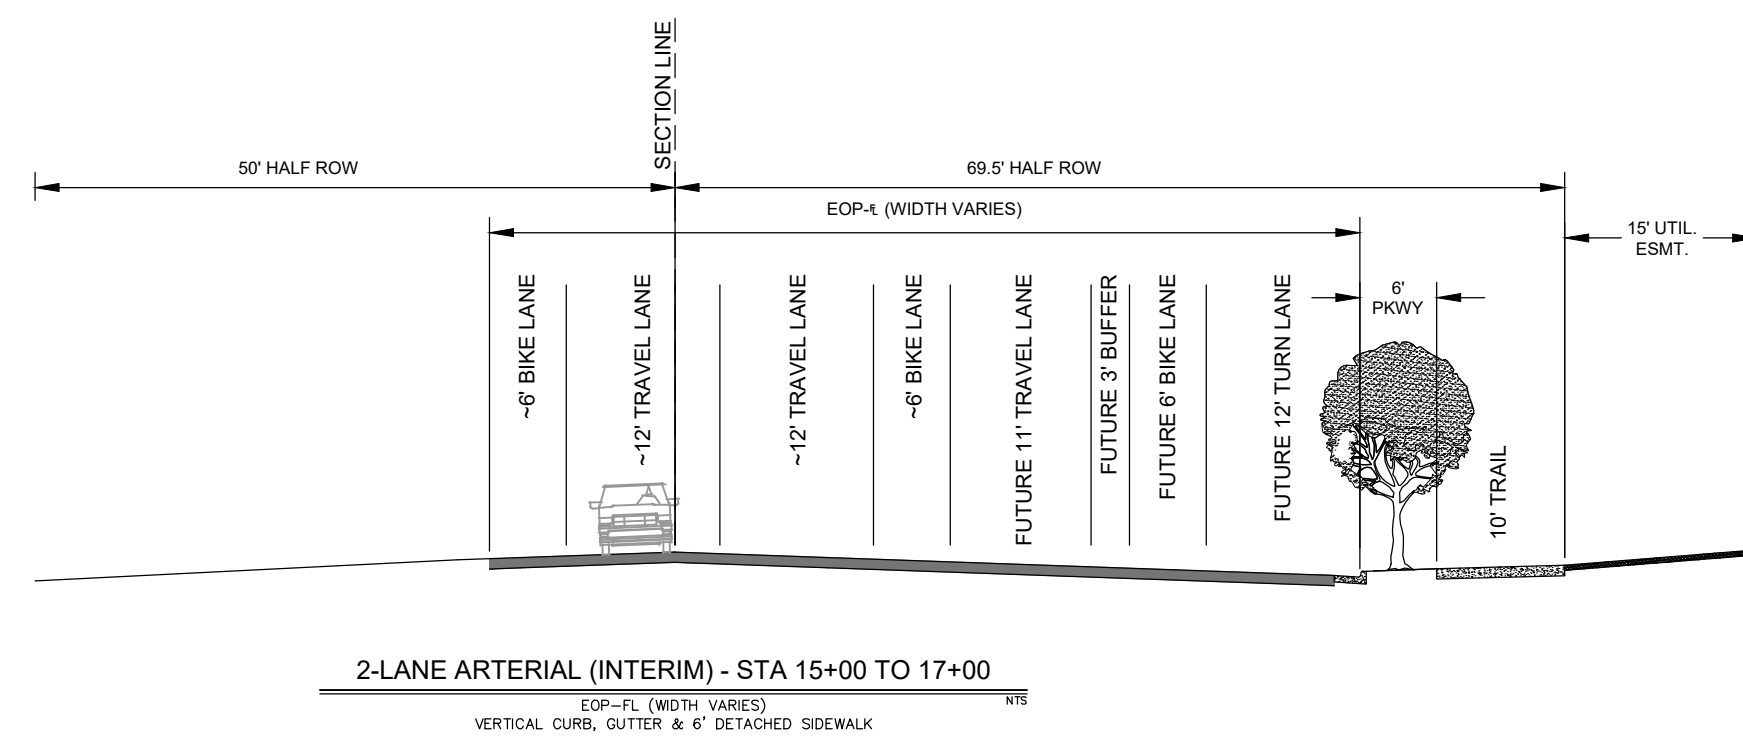 SECTION LINE
50' HALF ROW
69.5' HALF ROW
EOP-FL (WIDTH VARIES)
15' UTIL.
ESMT.
~6' BIKE LANE
~12' TRAVEL LANE
~12' TRAVEL LANE
~6' BIKE LANE
FUTURE 11' TRAVEL LANE
FUTURE 3' BUFFER
FUTURE 6' BIKE LANE
FUTURE 12' TURN LANE
6'
PKWY
10' TRAIL
2-LANE ARTERIAL (INTERIM) - STA 15+00 TO 17+00
EOP-FL (WIDTH VARIES)
NTS
VERTICAL CURB, GUTTER & 6' DETACHED SIDEWALK